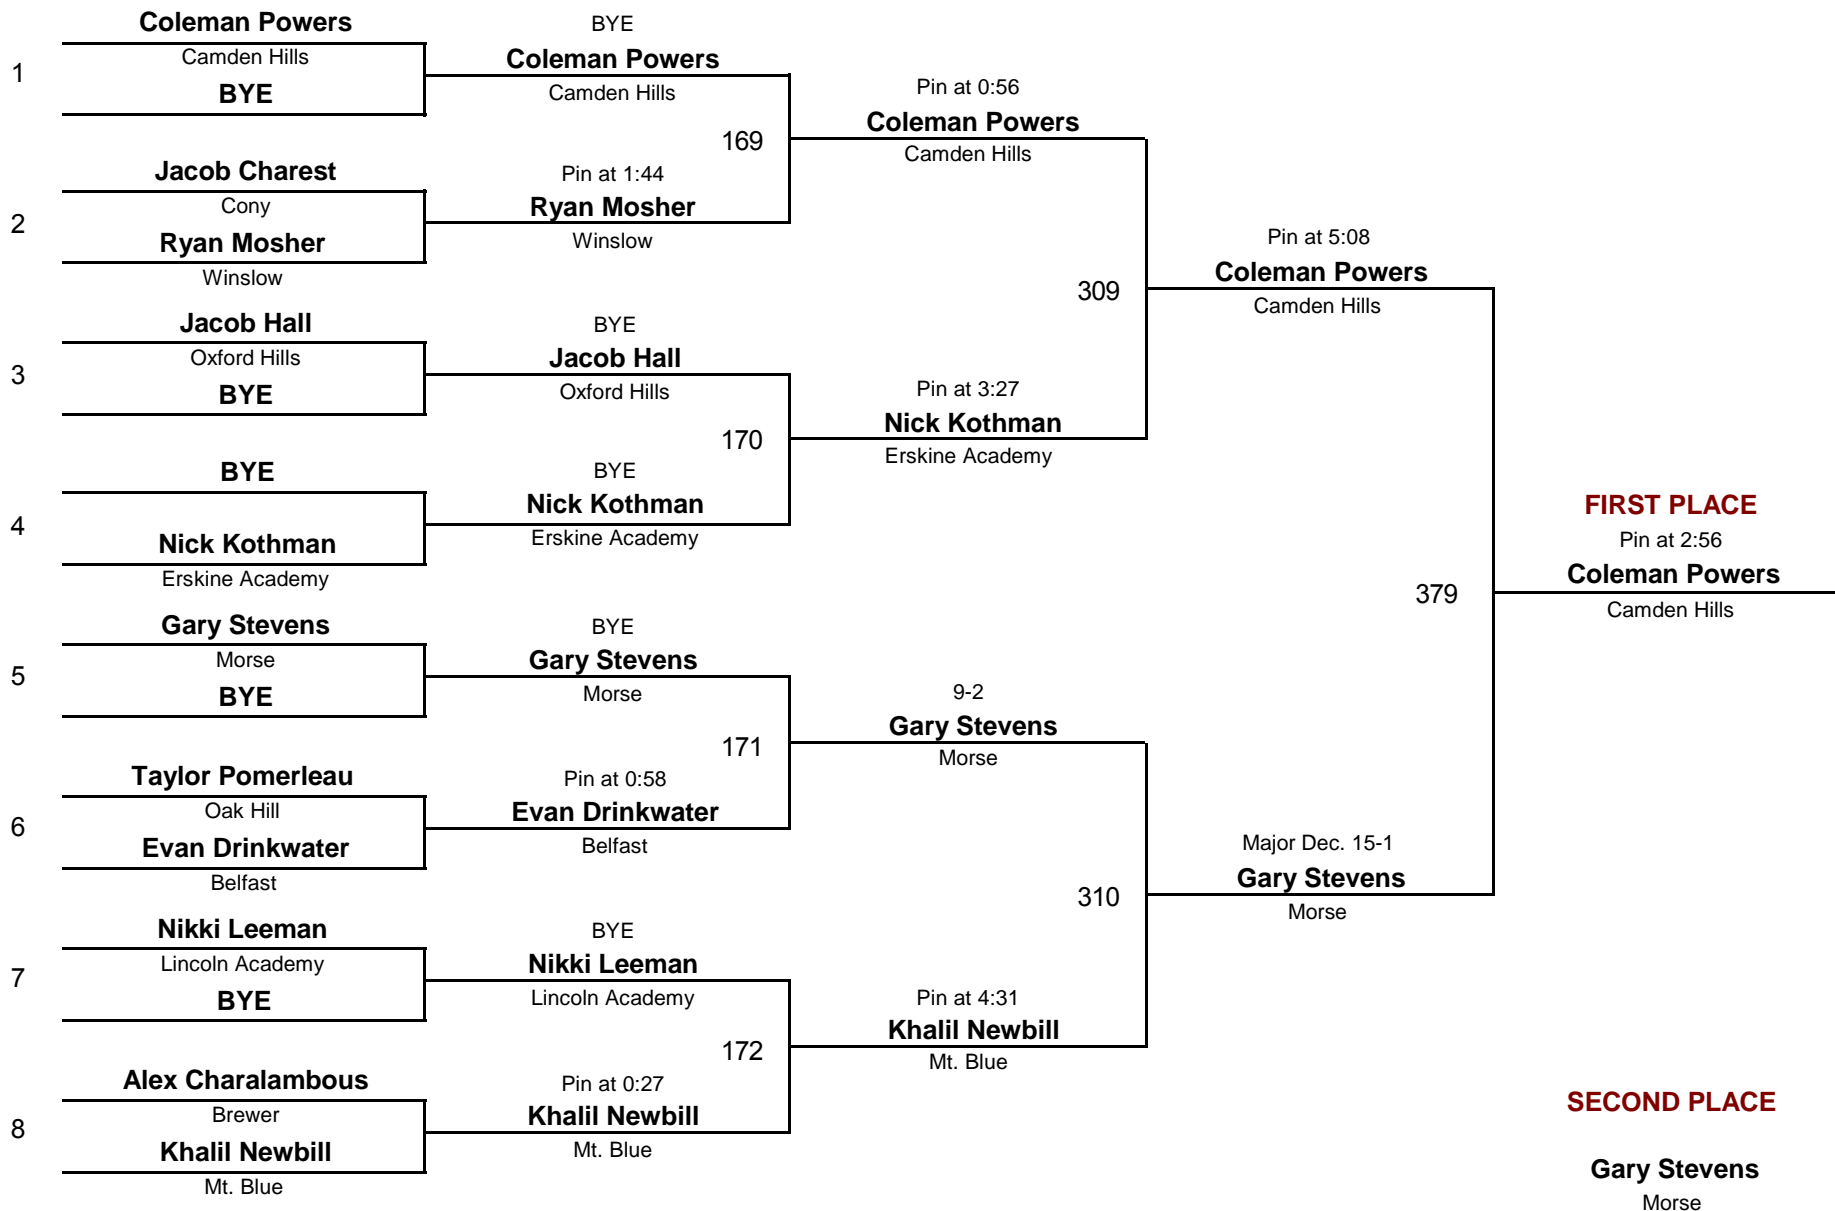 Coleman Powers
1
Camden Hills
BYE
Jacob Charest
2
Cony
Ryan Mosher
Winslow
Jacob Hall
3
Oxford Hills
BYE
BYE
4
Nick Kothman
Erskine Academy
Gary Stevens
5
Morse
BYE
Taylor Pomerleau
6
Oak Hill
Evan Drinkwater
Belfast
Nikki Leeman
7
Lincoln Academy
BYE
Alex Charalambous
8
Brewer
Khalil Newbill
Mt. Blue
BYE
Coleman Powers
Camden Hills
169
Pin at 1:44
Ryan Mosher
Winslow
BYE
Jacob Hall
Oxford Hills
170
BYE
Nick Kothman
Erskine Academy
BYE
Gary Stevens
Morse
171
Pin at 0:58
Evan Drinkwater
Belfast
BYE
Nikki Leeman
Lincoln Academy
172
Pin at 0:27
Khalil Newbill
Mt. Blue
Pin at 0:56
Coleman Powers
Camden Hills
309
Pin at 3:27
Nick Kothman
Erskine Academy
9-2
Gary Stevens
Morse
310
Pin at 4:31
Khalil Newbill
Mt. Blue
Pin at 5:08
Coleman Powers
Camden Hills
379
Major Dec. 15-1
Gary Stevens
Morse
FIRST PLACE
Pin at 2:56
Coleman Powers
Camden Hills
SECOND PLACE
Gary Stevens
Morse